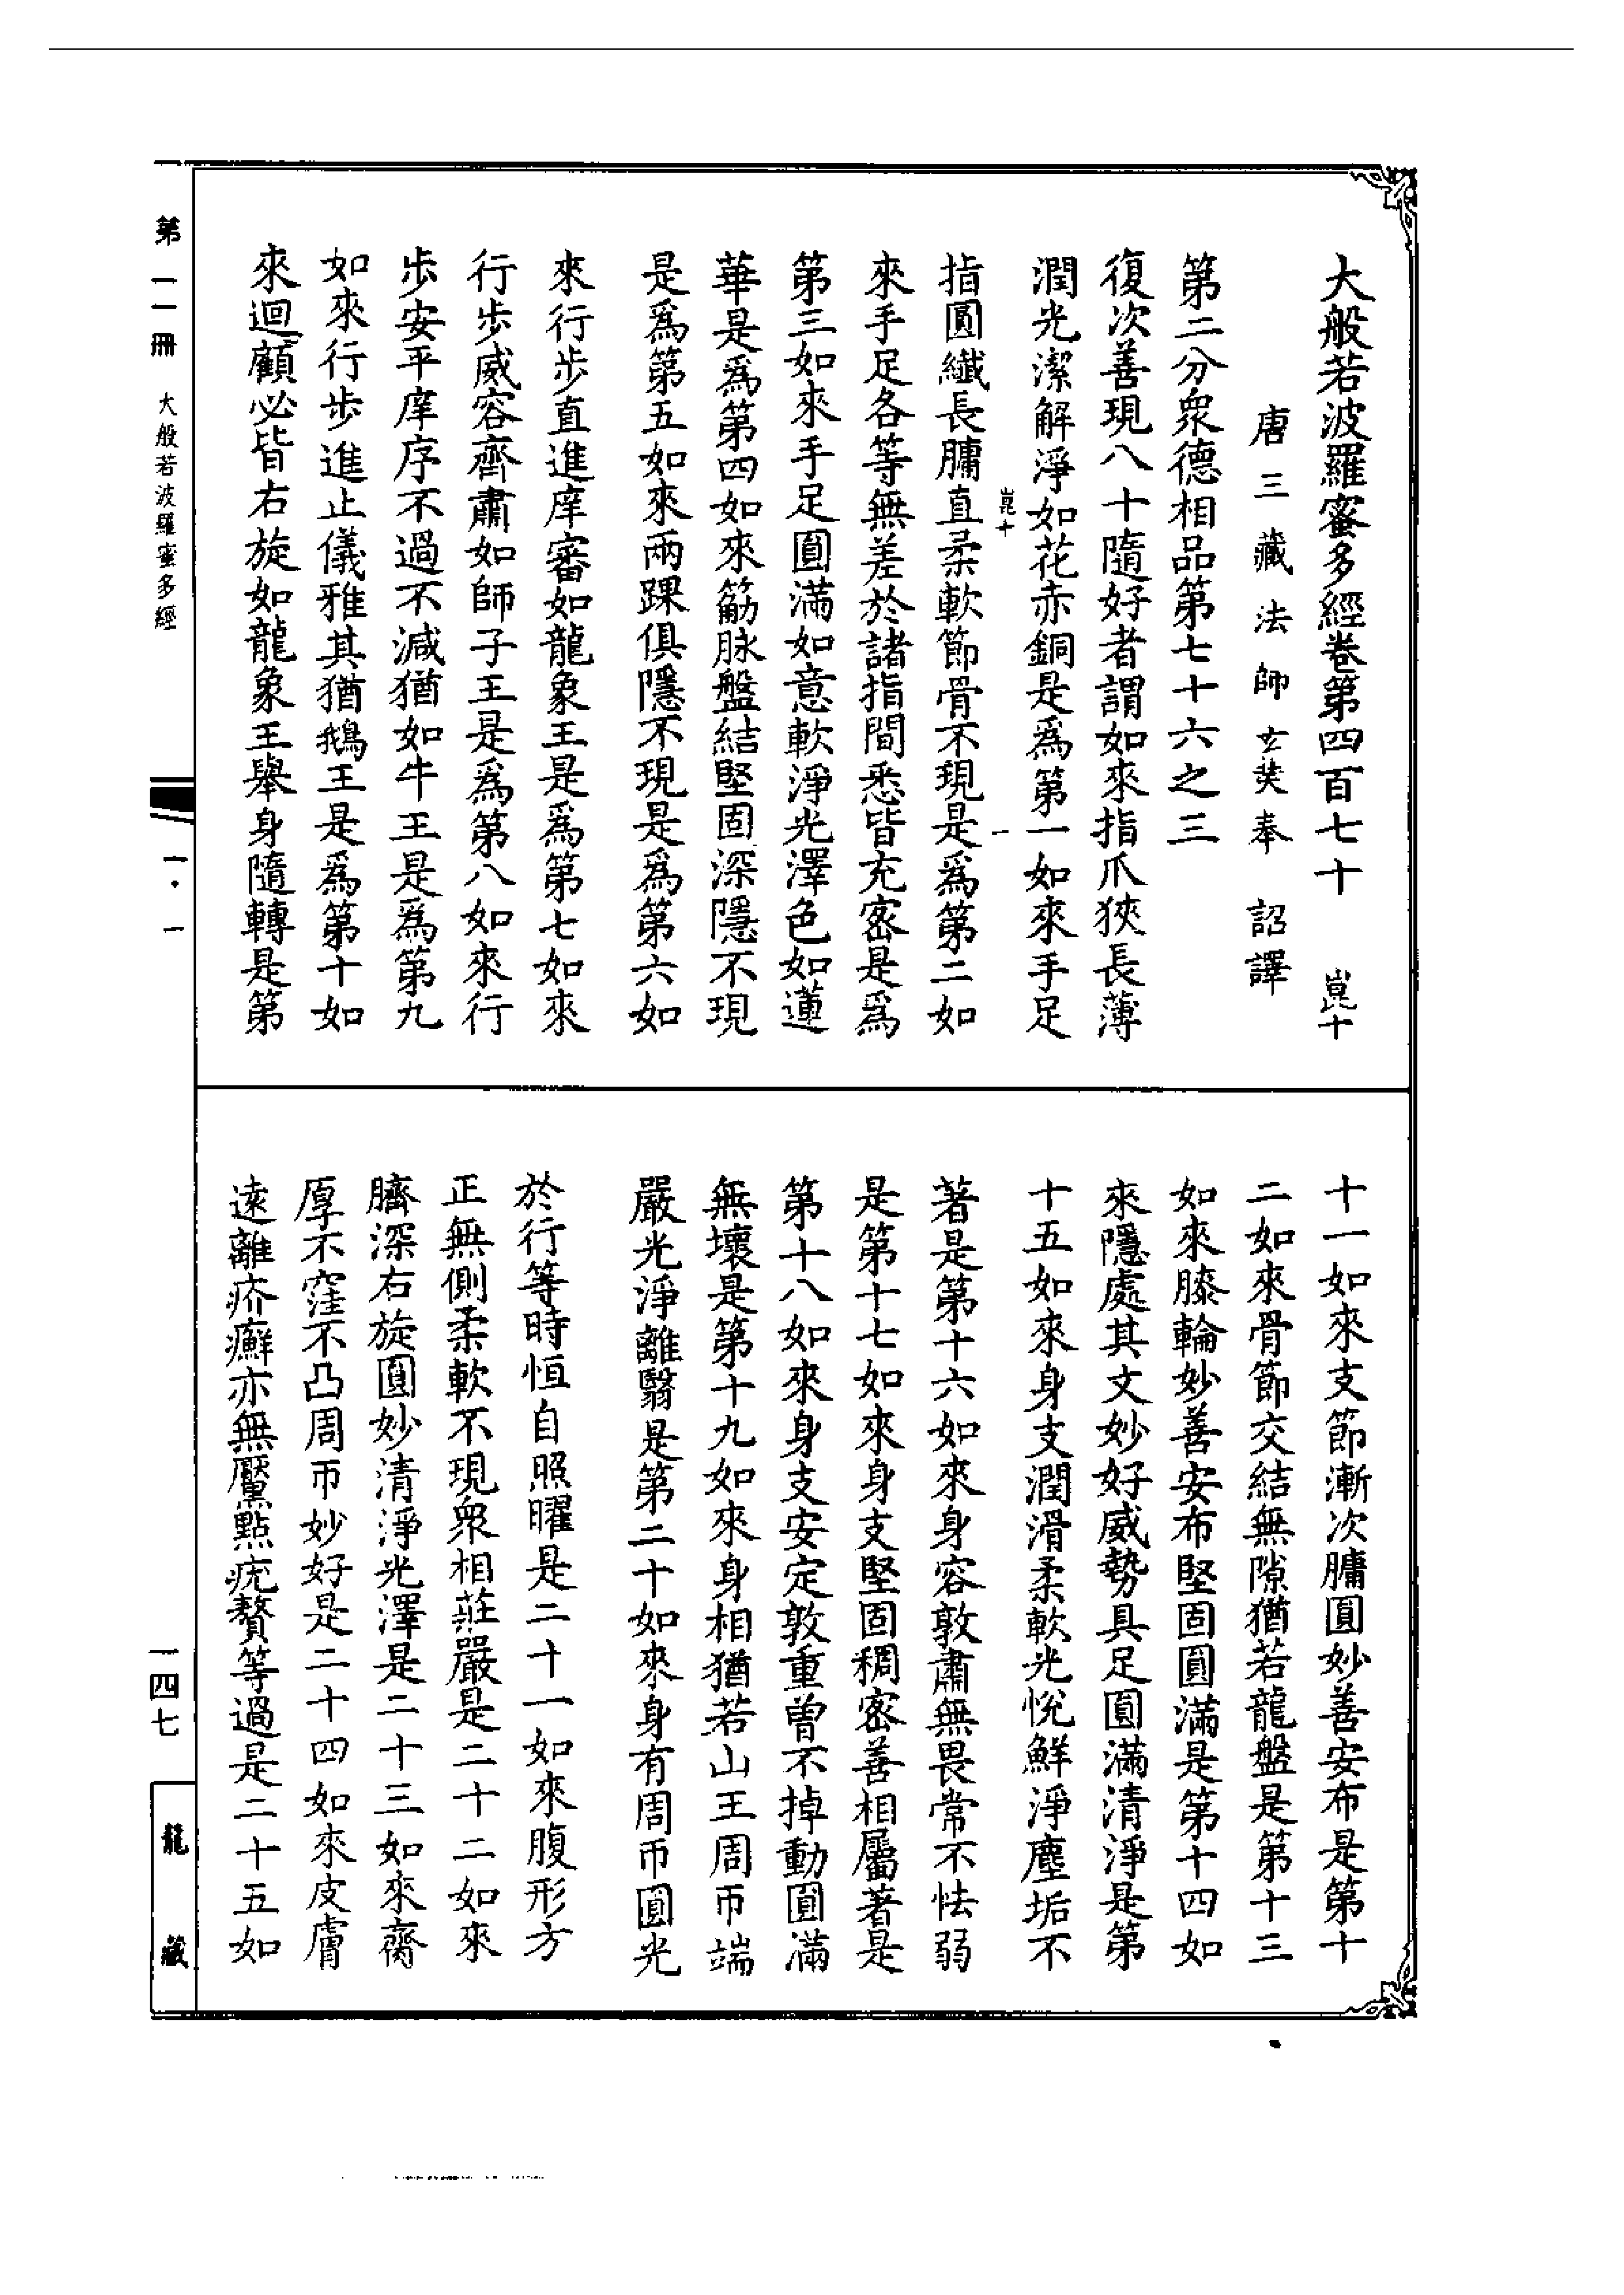 大般若波羅蜜多經卷第四百七十　崑十
唐三藏法師玄奘奉　詔譯
第二分衆德相品第七十六之三
復次善現八十隨好者謂如來指爪狹長薄
潤光潔解淨如花赤銅是爲第一如來手足
崑十　一
指圓纖長𦟛直柔軟節骨不現是爲第二如
來手足各等無差於諸指間悉皆充密是爲
第三如來手足圓滿如意軟淨光澤色如蓮
華是爲第四如來筋脉盤結堅固深隱不現
是爲第五如來兩踝俱隱不現是爲第六如
來行步直進庠審如龍象王是爲第七如來
行步威容齊肅如師子王是爲第八如來行
步安平庠序不過不減猶如牛王是爲第九
如來行步進止儀雅其猶鵝王是爲第十如
來迴顧必皆右旋如龍象王舉身隨轉是第
十一如來支節漸次𦟛圓妙善安布是第十
二如來骨節交結無隙猶若龍盤是第十三
如來膝輪妙善安布堅固圓滿是第十四如
來隱處其文妙好威勢具足圓滿清淨是第
十五如來身支潤滑柔軟光悅鮮淨塵垢不
著是第十六如來身容敦肅無畏常不怯弱
是第十七如來身支堅固稠密善相屬著是
第十八如來身支安定敦重曾不掉動圓滿
無壞是第十九如來身相猶若山王周帀端
嚴光淨離翳是第二十如來身有周帀圓光
於行等時恒自照曜是二十一如來腹形方
正無側柔軟不現衆相莊嚴是二十二如來
臍深右旋圓妙清淨光澤是二十三如來臍
厚不窪不凸周帀妙好是二十四如來皮膚
遠離疥癬亦無黶點疣贅等過是二十五如
第一一冊　大般若波羅蜜多經
一・一
一四七
龍藏